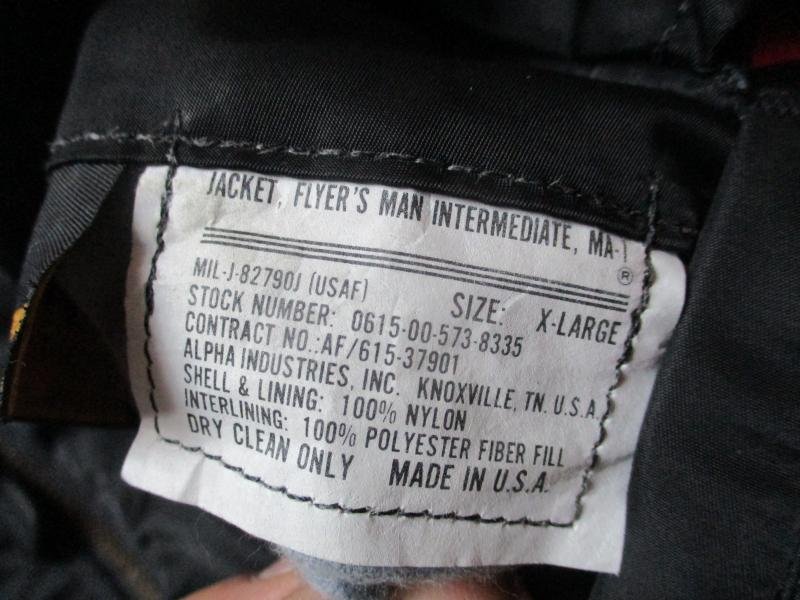 JACKET, FLYER'S MAN INTERMEDIATE, MA-1
®
MIL-J-82790J (USAF) SIZE: X-LARGE
STOCK NUMBER: 0615-00-573-8335
CONTRACT NO.:AF/615-37901
ALPHA INDUSTRIES, INC. KNOXVILLE, TN. U.S.A.
SHELL & LINING: 100% NYLON
INTERLINING: 100% POLYESTER FIBER FILL
DRY CLEAN ONLY MADE IN U.S.A.